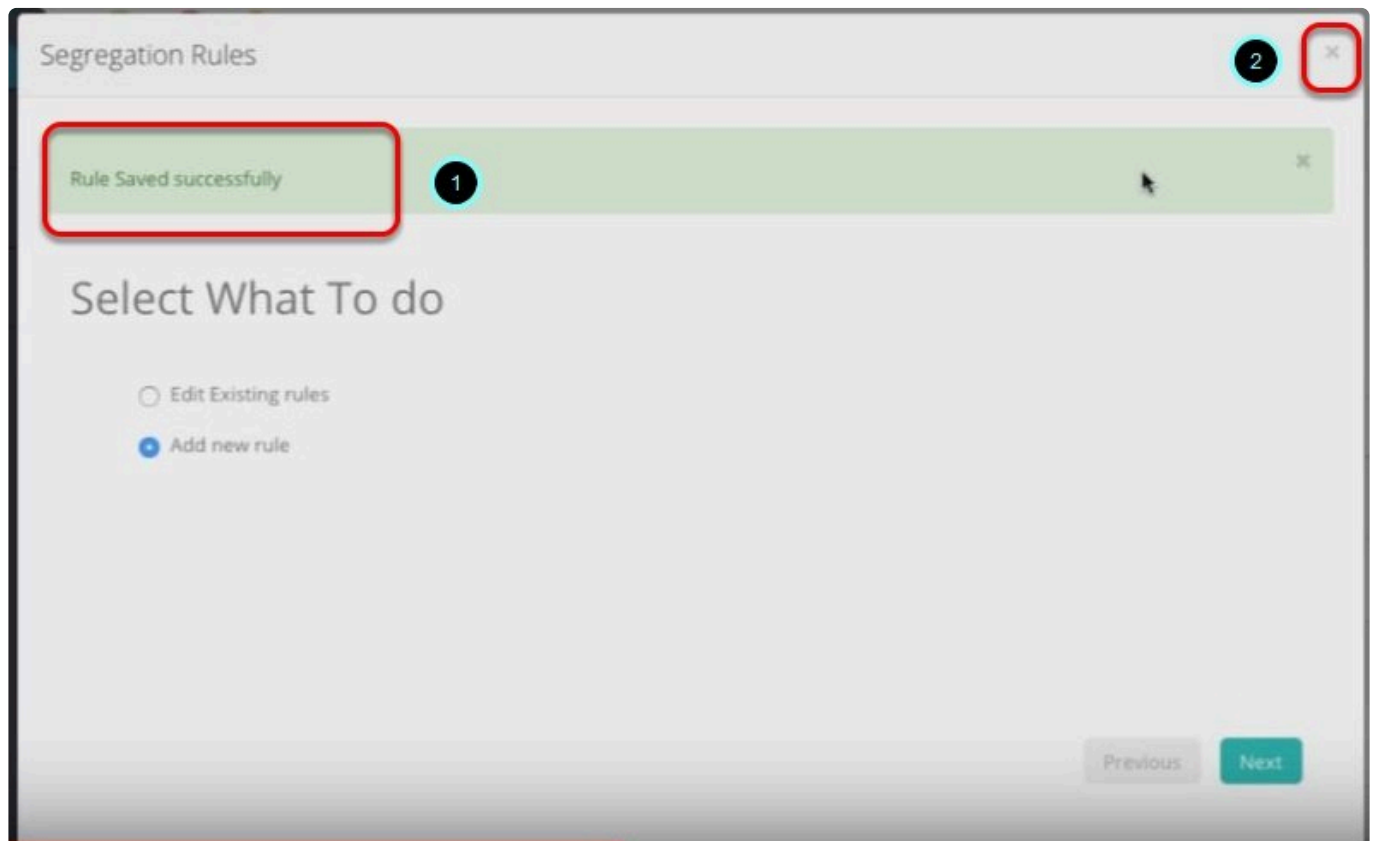 Segregation Rules
2
Rule Saved successfully
1
Select What To do
Edit Existing rules
Add new rule
Previous
Next